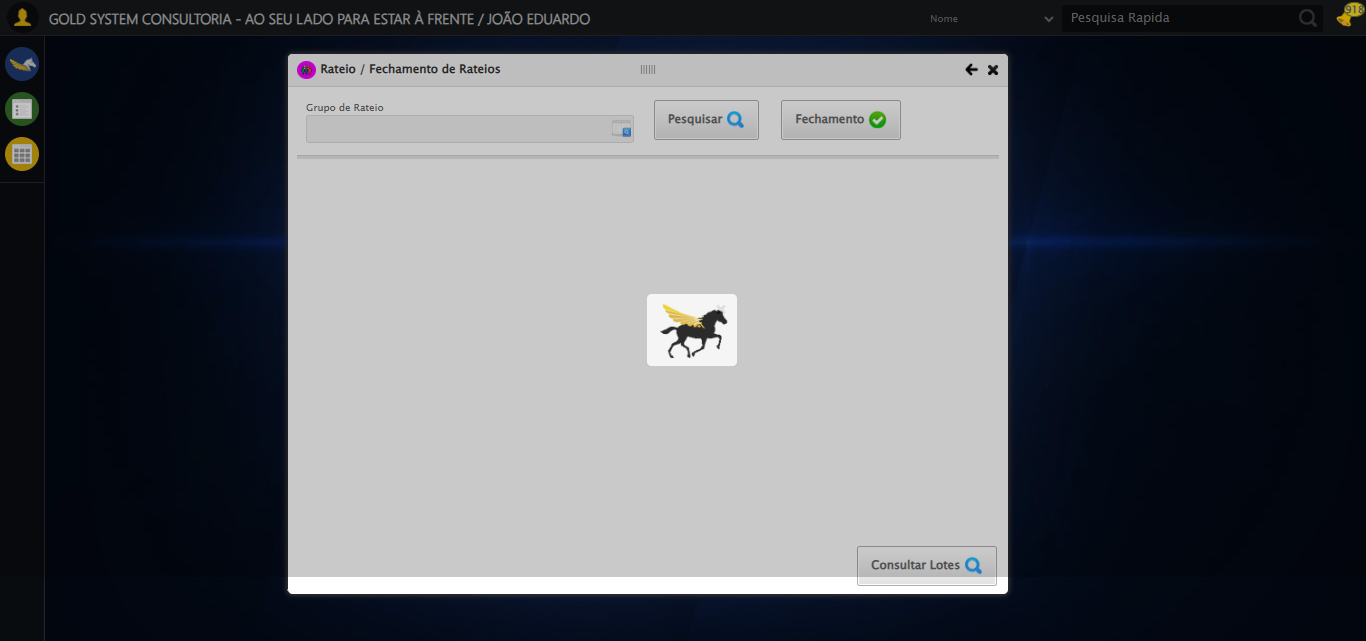 GOLD SYSTEM CONSULTORIA - AO SEU LADO PARA ESTAR À FRENTE / JOÃO EDUARDO
Nome
Pesquisa Rapida
918
Rateio / Fechamento de Rateios
Grupo de Rateio
Pesquisar
Fechamento
Consultar Lotes